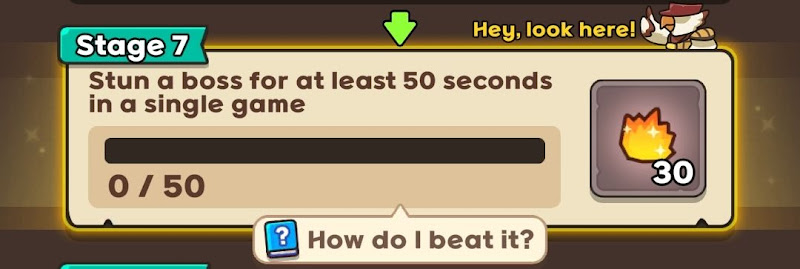 Hey, look here!
Stage 7
Stun a boss for at least 50 seconds
in a single game
30
0 / 50
? How do I beat it?